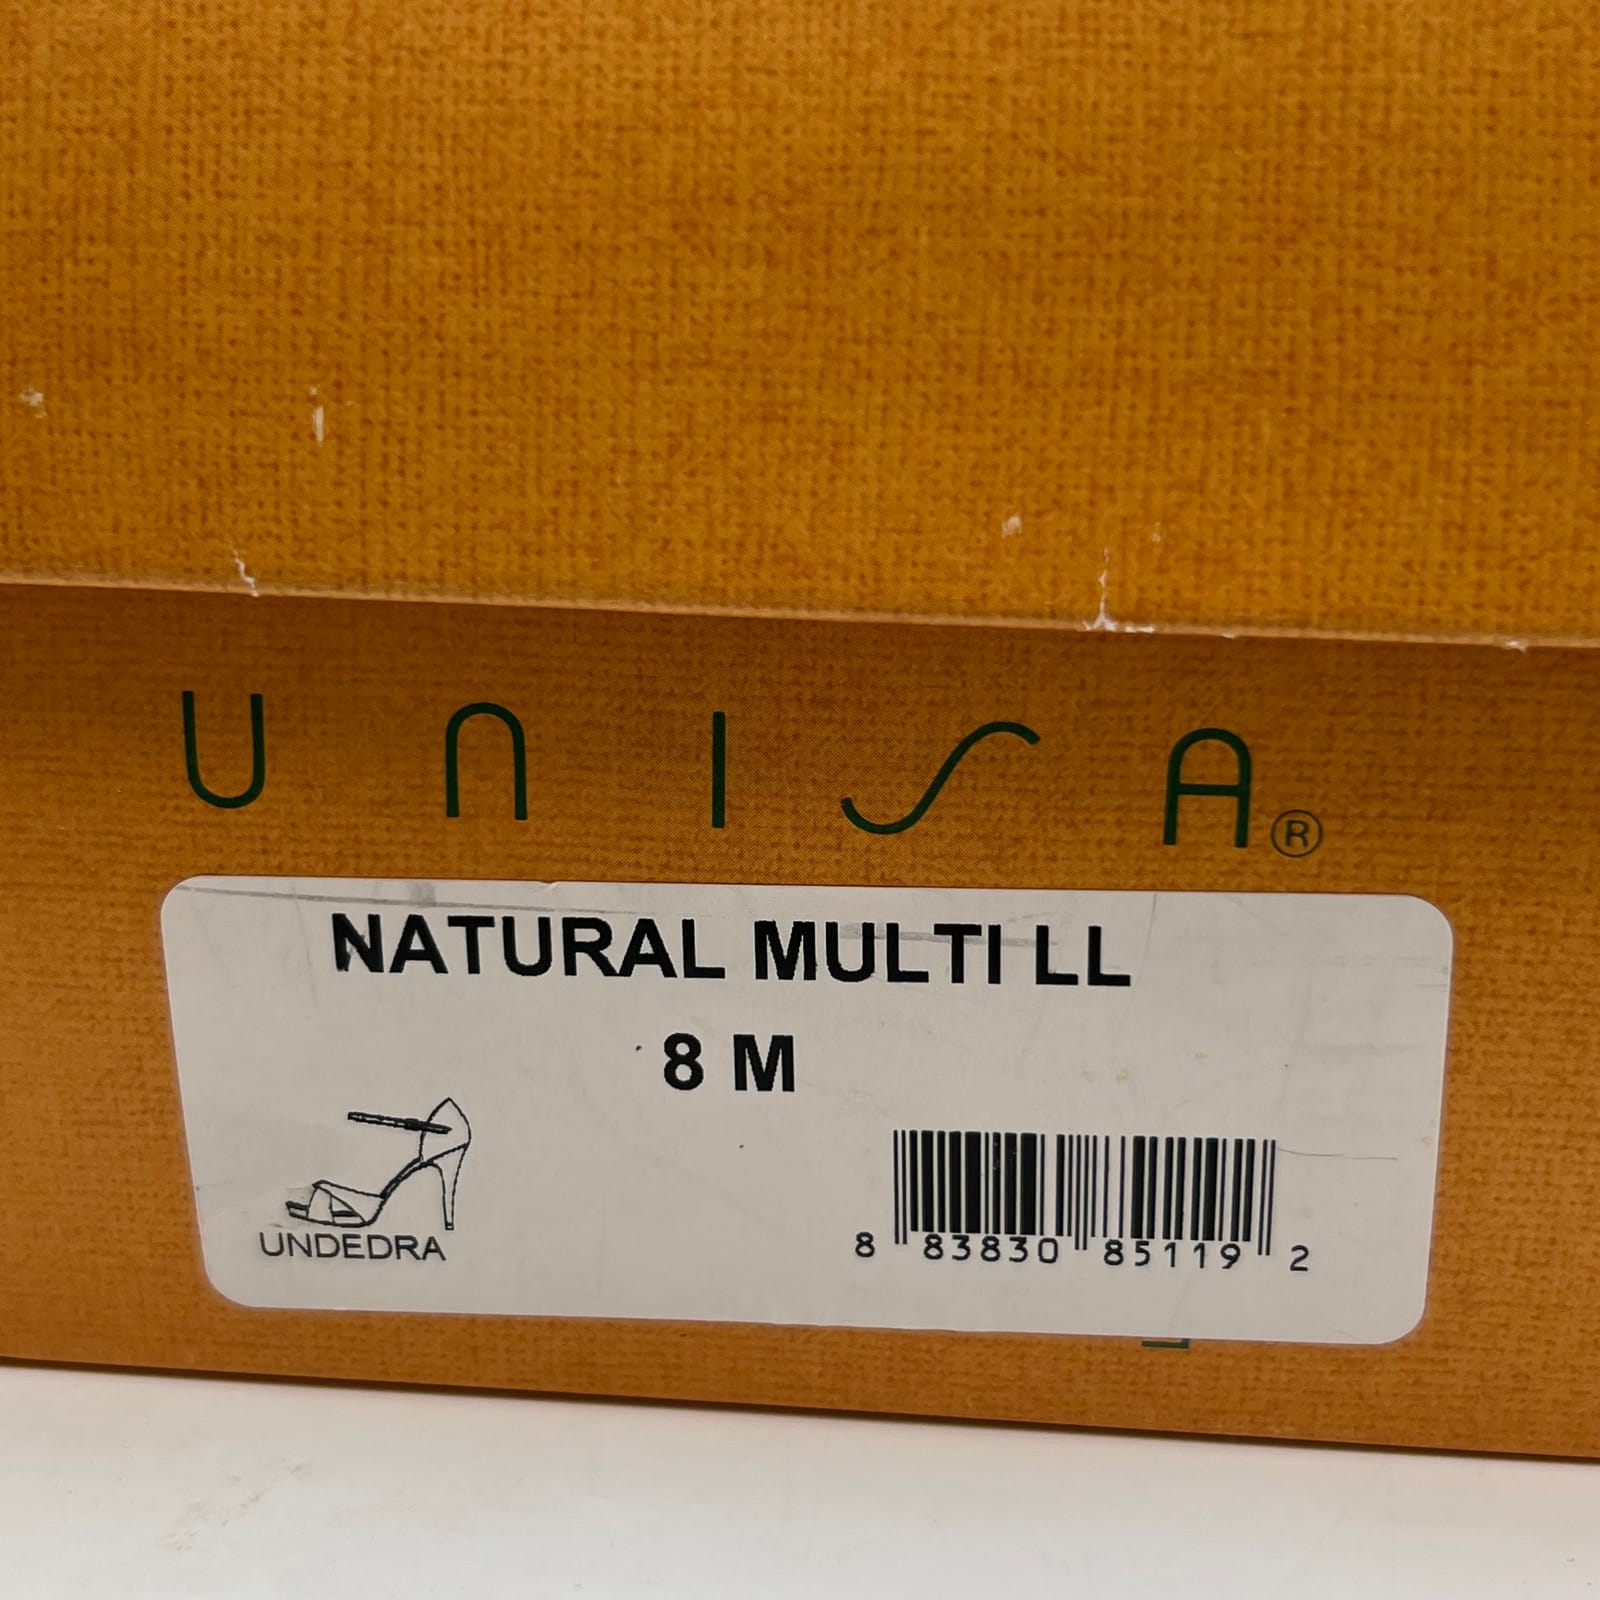 UNISA®
NATURAL MULTI LL
8 M
UNDEDRA
8 83830 85119 2